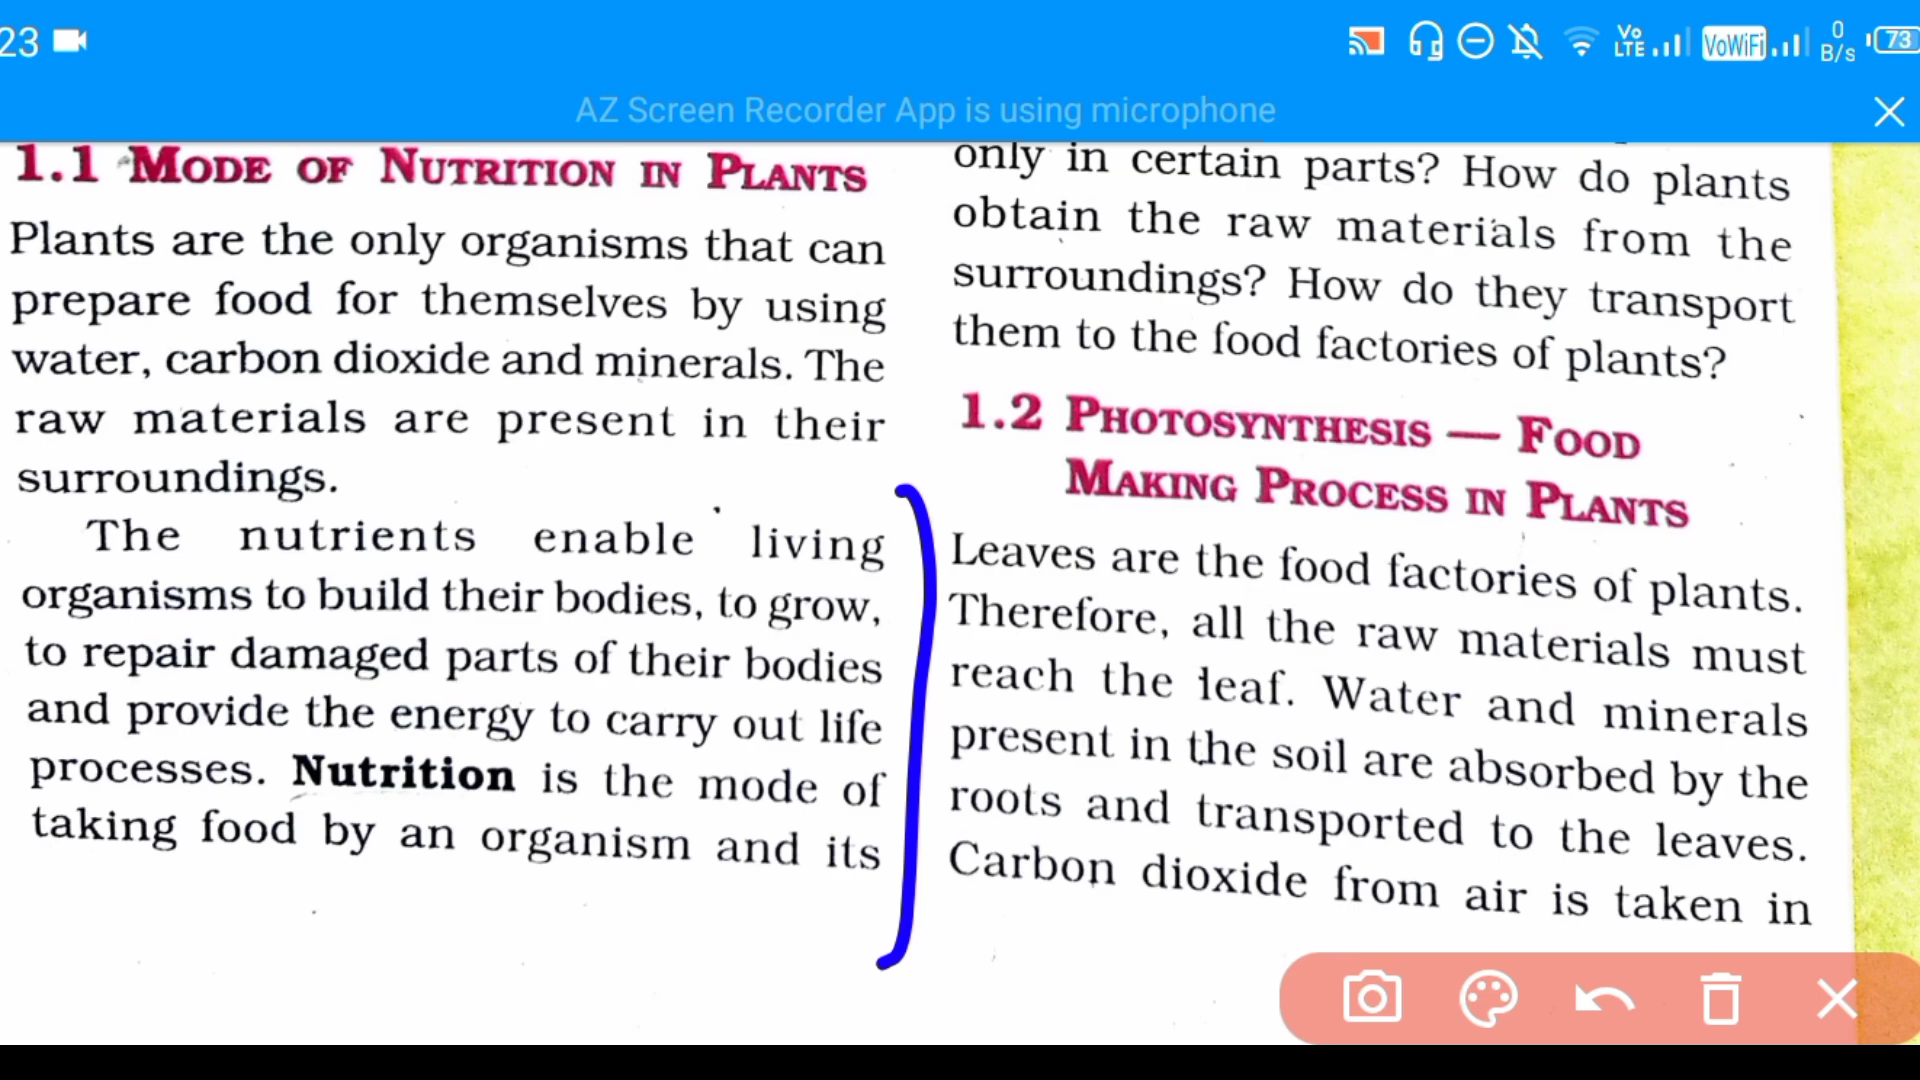 23
Vo
LTE
VoWiFi
0
B/s
73
AZ Screen Recorder App is using microphone
1.1 MODE OF NUTRITION IN PLANTS
Plants are the only organisms that can
prepare food for themselves by using
water, carbon dioxide and minerals. The
raw materials are present in their
surroundings.
The nutrients enable living
organisms to build their bodies, to grow,
to repair damaged parts of their bodies
and provide the energy to carry out life
processes. Nutrition is the mode of
taking food by an organism and its
only in certain parts? How do plants
obtain the raw materials from the
surroundings? How do they transport
them to the food factories of plants?
1.2 PHOTOSYNTHESIS — FOOD
MAKING PROCESS IN PLANTS
Leaves are the food factories of plants.
Therefore, all the raw materials must
reach the leaf. Water and minerals
present in the soil are absorbed by the
roots and transported to the leaves.
Carbon dioxide from air is taken in